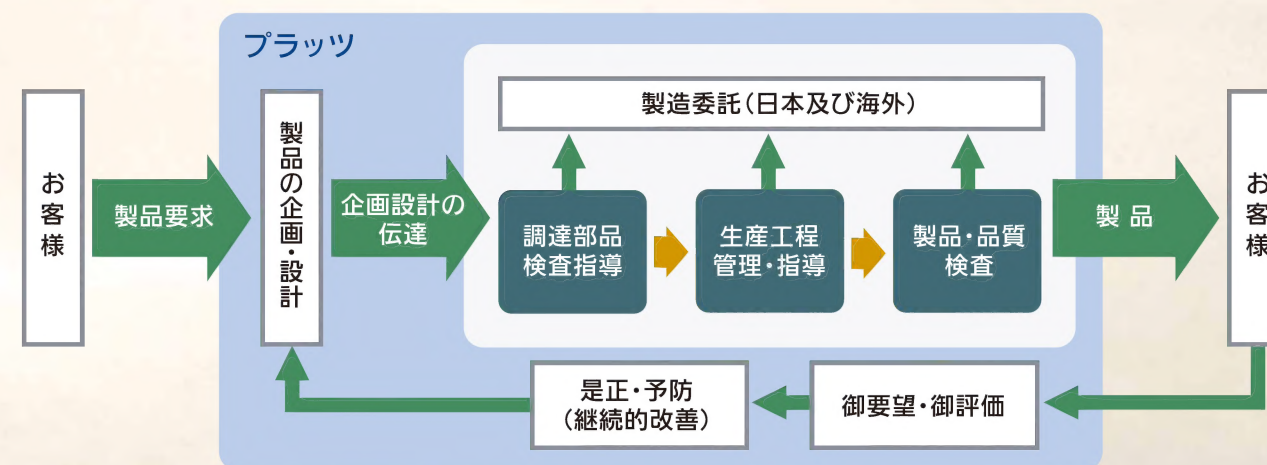 プラッツ
お客様
製品要求
製品の企画・設計
企画設計の
伝達
製造委託（日本及び海外）
調達部品
検査指導
生産工程
管理・指導
製品・品質
検査
製 品
お客様
御要望・御評価
是正・予防
（継続的改善）